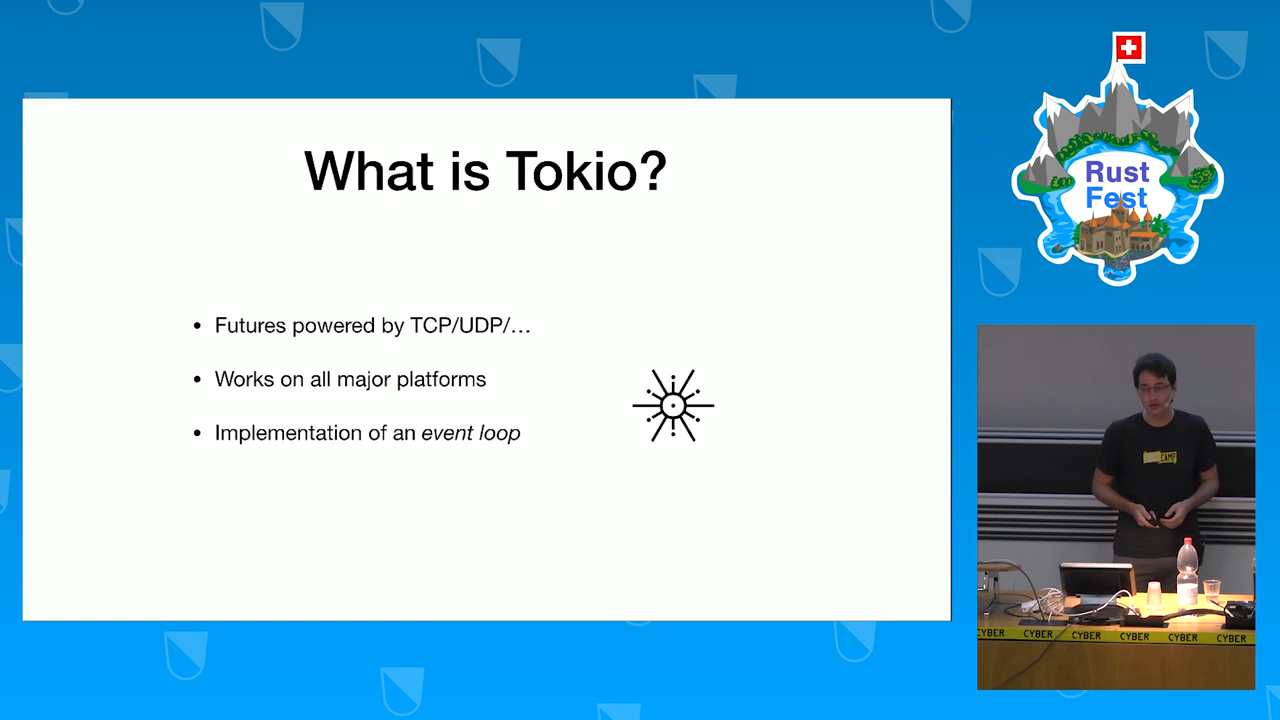 What is Tokio?
• Futures powered by TCP/UDP/…
• Works on all major platforms
• Implementation of an event loop
Rust
Fest
CAMP
CYBER CYBER CYBER CYBER CYBER CYBER